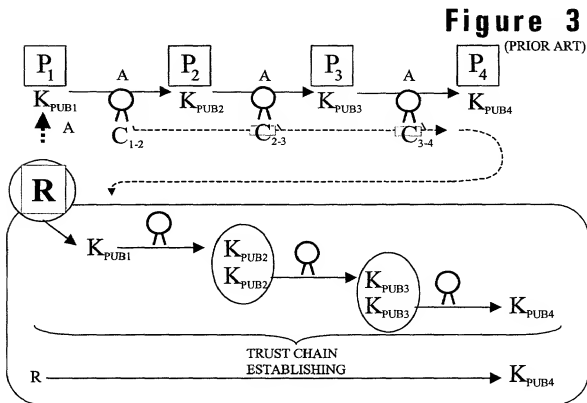 Figure 3
(PRIOR ART)
P1 P2 P3 P4
A A A
KPUB1 KPUB2 KPUB3 KPUB4
A
C1-2 C2-3 C3-4
R
KPUB1 KPUB2
KPUB2 KPUB3
KPUB3 KPUB4
TRUST CHAIN
ESTABLISHING
R KPUB4